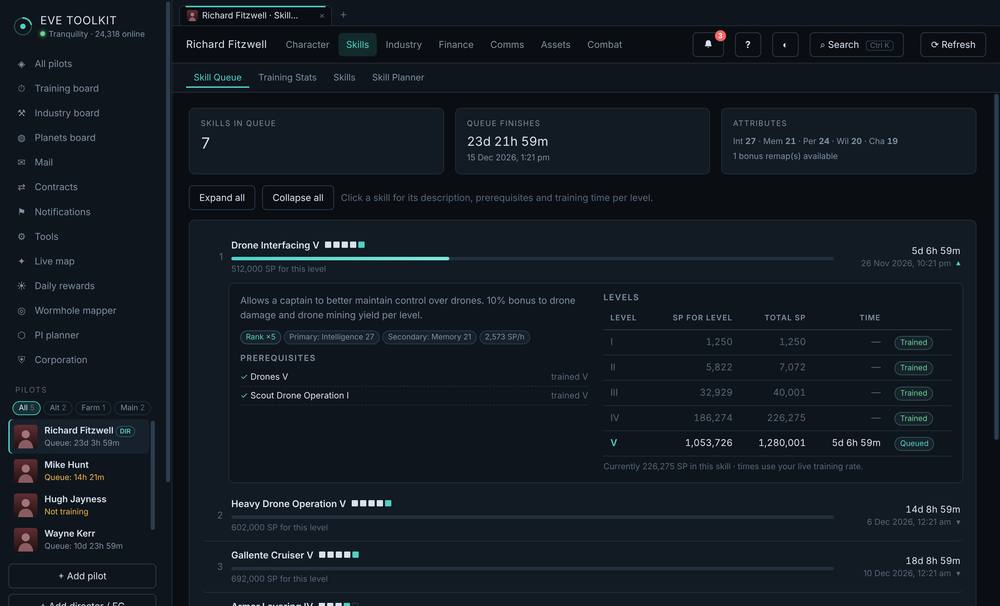 EVE TOOLKIT
Tranquility · 24,318 online
All pilots
Training board
Industry board
Planets board
Mail
Contracts
Notifications
Tools
Live map
Daily rewards
Wormhole mapper
PI planner
Corporation
PILOTS
All 5 Alt 2 Farm 1 Main 2
Richard Fitzwell DIR
Queue: 23d 3h 59m
Mike Hunt
Queue: 14h 21m
Hugh Jayness
Not training
Wayne Kerr
Queue: 10d 23h 59m
+ Add pilot
Richard Fitzwell · Skill... × +
Richard Fitzwell Character Skills Industry Finance Comms Assets Combat 3 ? Search Ctrl K Refresh
Skill Queue Training Stats Skills Skill Planner
SKILLS IN QUEUE
7
QUEUE FINISHES
23d 21h 59m
15 Dec 2026, 1:21 pm
ATTRIBUTES
Int 27 · Mem 21 · Per 24 · Wil 20 · Cha 19
1 bonus remap(s) available
Expand all Collapse all Click a skill for its description, prerequisites and training time per level.
1 Drone Interfacing V
512,000 SP for this level
5d 6h 59m
26 Nov 2026, 10:21 pm
Allows a captain to better maintain control over drones. 10% bonus to drone
damage and drone mining yield per level.
Rank ×5 Primary: Intelligence 27 Secondary: Memory 21 2,573 SP/h
PREREQUISITES
✓ Drones V trained V
✓ Scout Drone Operation I trained V
LEVELS
LEVEL SP FOR LEVEL TOTAL SP TIME
I 1,250 1,250 — Trained
II 5,822 7,072 — Trained
III 32,929 40,001 — Trained
IV 186,274 226,275 — Trained
V 1,053,726 1,280,001 5d 6h 59m Queued
Currently 226,275 SP in this skill · times use your live training rate.
2 Heavy Drone Operation V
602,000 SP for this level
14d 8h 59m
6 Dec 2026, 12:21 am
3 Gallente Cruiser V
692,000 SP for this level
18d 8h 59m
10 Dec 2026, 12:21 am